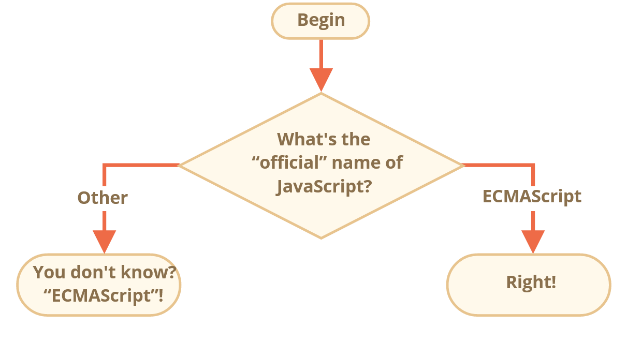 Begin
What's the
“official” name of
JavaScript?
Other
ECMAScript
You don't know?
“ECMAScript”!
Right!